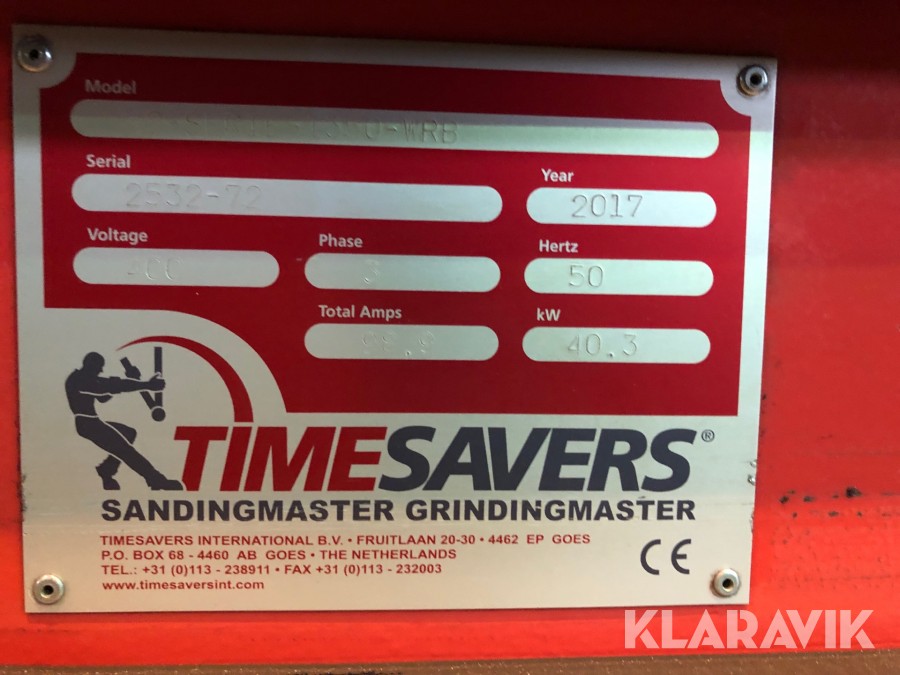 Model
Serial
2532-72
Year
2017
Voltage
Phase
Hertz
400
3
50
Total Amps
kW
40.3
TIMESAVERS®
SANDINGMASTER GRINDINGMASTER
TIMESAVERS INTERNATIONAL B.V. • FRUITLAAN 20-30 • 4462 EP GOES
P.O. BOX 68 - 4460 AB GOES • THE NETHERLANDS
TEL.: +31 (0)113 - 238911 • FAX +31 (0)113 - 232003
www.timesaversint.com
CE
KLARAVIK